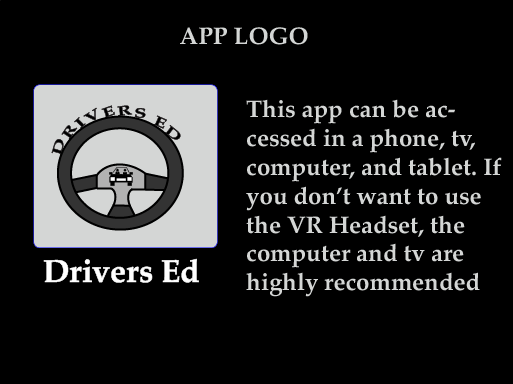 APP LOGO
DRIVERS ED
Drivers Ed
This app can be ac-
cessed in a phone, tv,
computer, and tablet. If
you don’t want to use
the VR Headset, the
computer and tv are
highly recommended